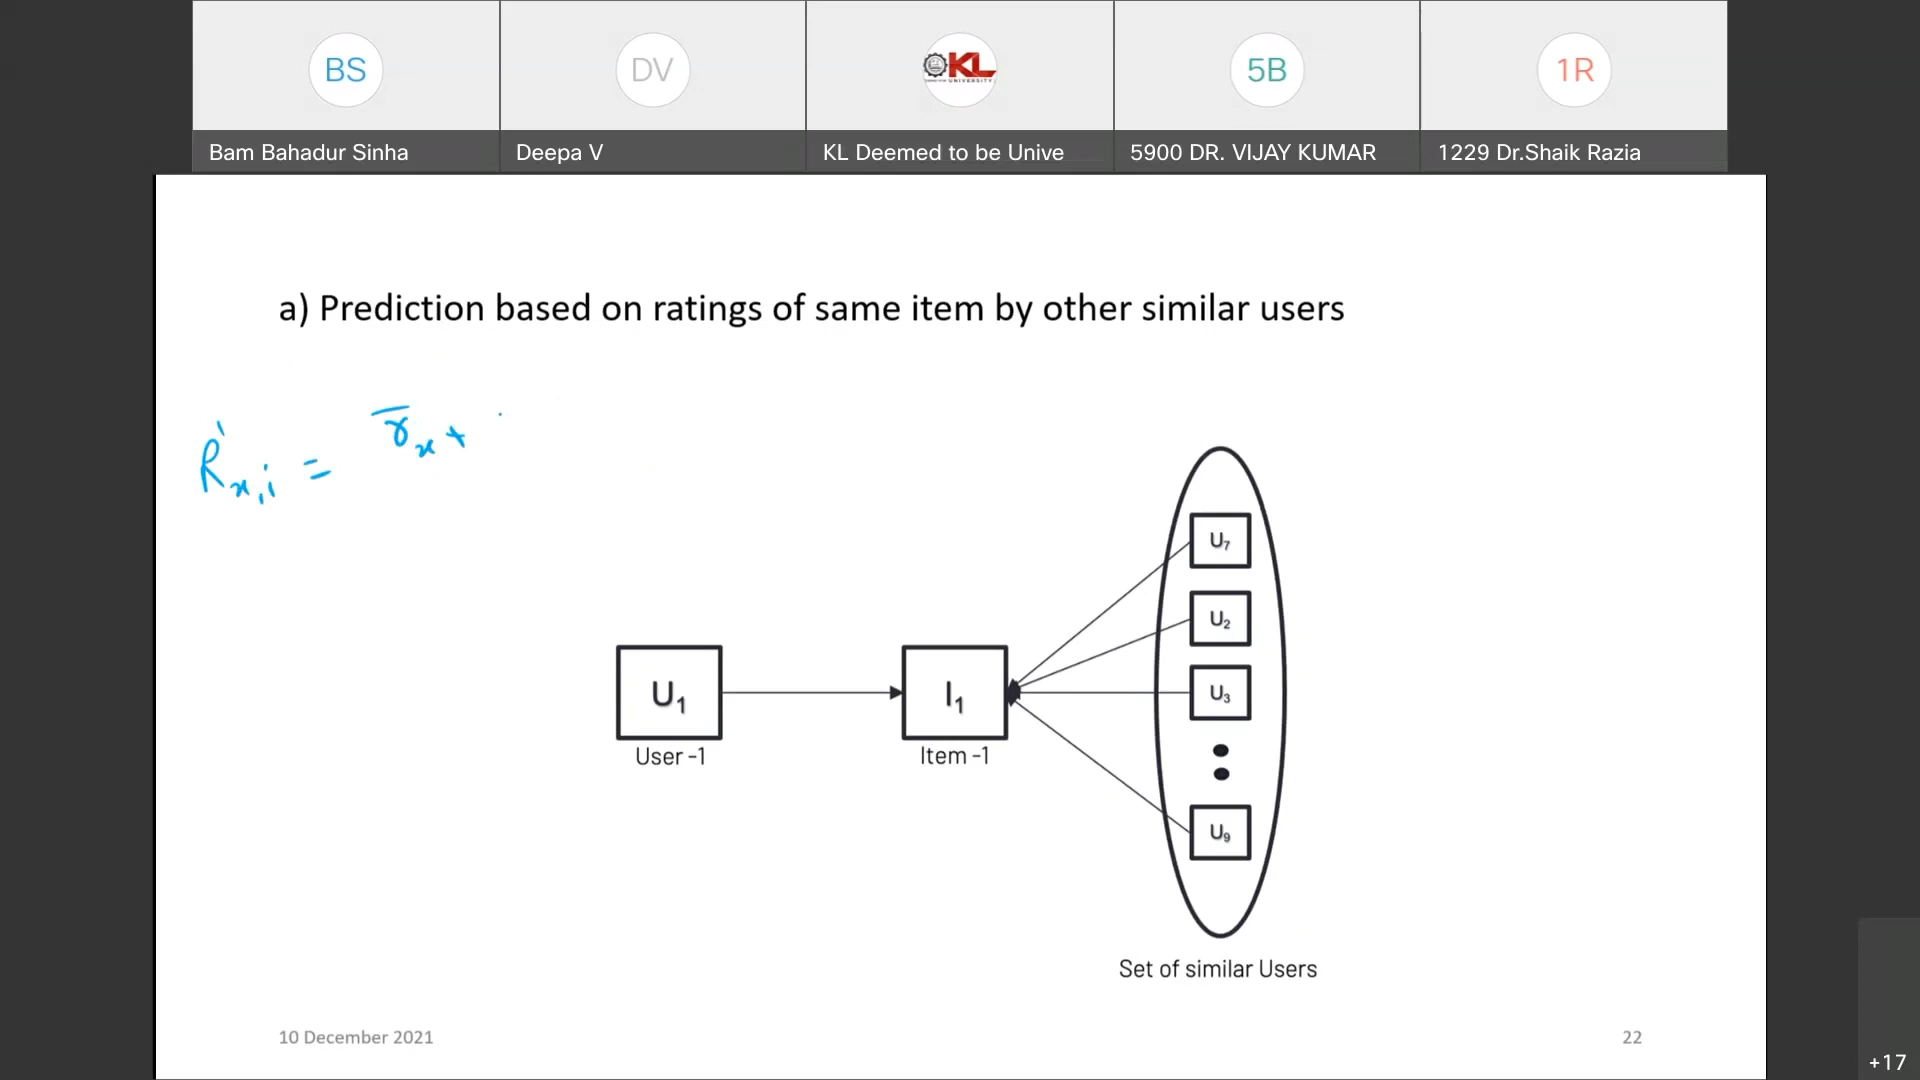 BS
DV
KL
UNIVERSITY
5B
1R
Bam Bahadur Sinha
Deepa V
KL Deemed to be Unive
5900 DR. VIJAY KUMAR
1229 Dr.Shaik Razia
a) Prediction based on ratings of same item by other similar users
R'x,i = r̄x +
U7
U2
U3
U9
U1
I1
User -1
Item -1
Set of similar Users
10 December 2021
22
+17